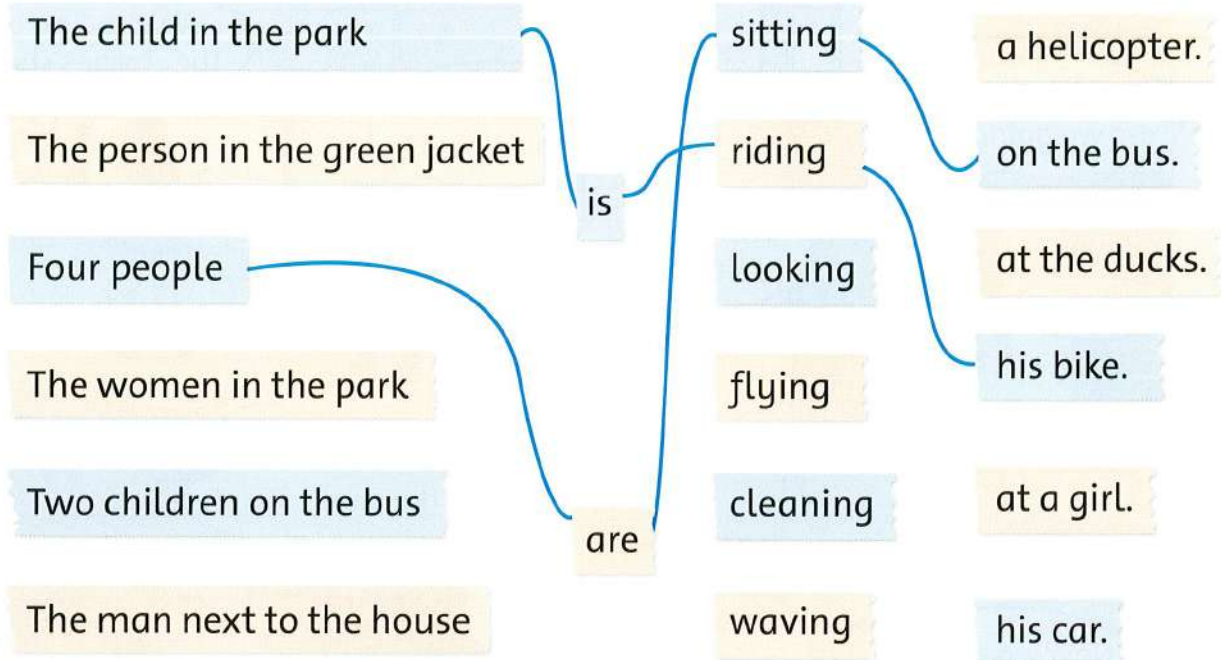 The child in the park
The person in the green jacket
Four people
The women in the park
Two children on the bus
The man next to the house
is
are
sitting
riding
looking
flying
cleaning
waving
a helicopter.
on the bus.
at the ducks.
his bike.
at a girl.
his car.